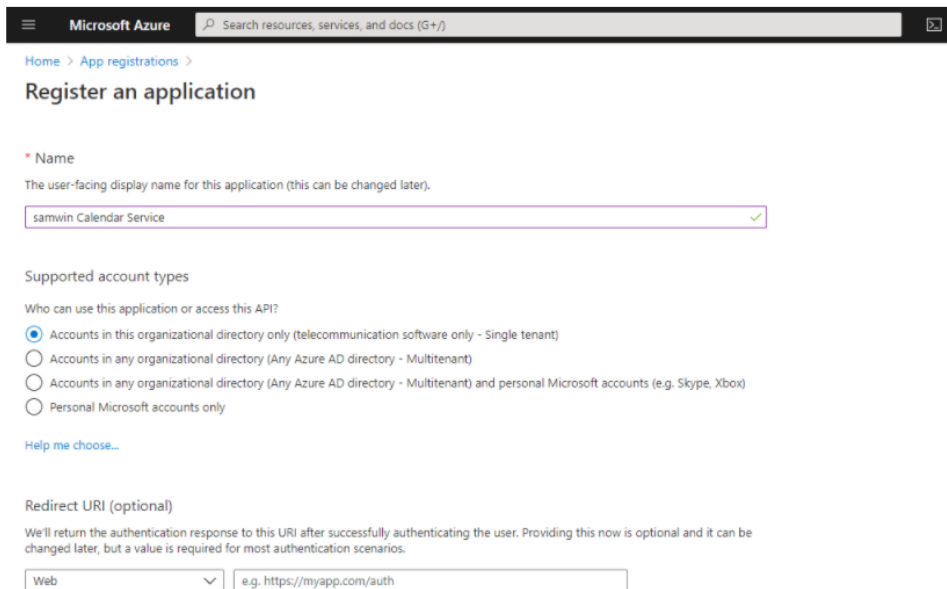 Microsoft Azure
Search resources, services, and docs (G+/)
Home > App registrations >
Register an application
* Name
The user-facing display name for this application (this can be changed later).
samwin Calendar Service
Supported account types
Who can use this application or access this API?
Accounts in this organizational directory only (telecommunication software only - Single tenant)
Accounts in any organizational directory (Any Azure AD directory - Multitenant)
Accounts in any organizational directory (Any Azure AD directory - Multitenant) and personal Microsoft accounts (e.g. Skype, Xbox)
Personal Microsoft accounts only
Help me choose...
Redirect URI (optional)
We'll return the authentication response to this URI after successfully authenticating the user. Providing this now is optional and it can be
changed later, but a value is required for most authentication scenarios.
Web
e.g. https://myapp.com/auth